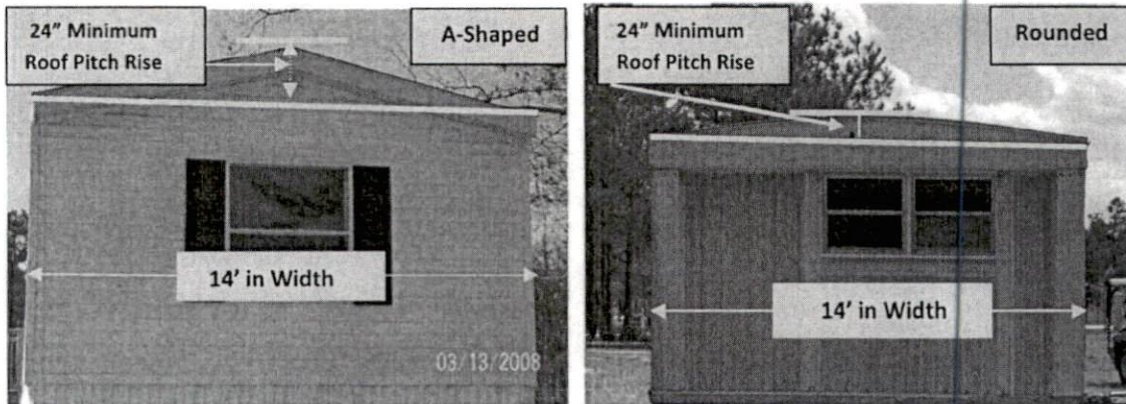 24" Minimum
Roof Pitch Rise
A-Shaped
14' in Width
03/13/2008
24" Minimum
Roof Pitch Rise
Rounded
14' in Width